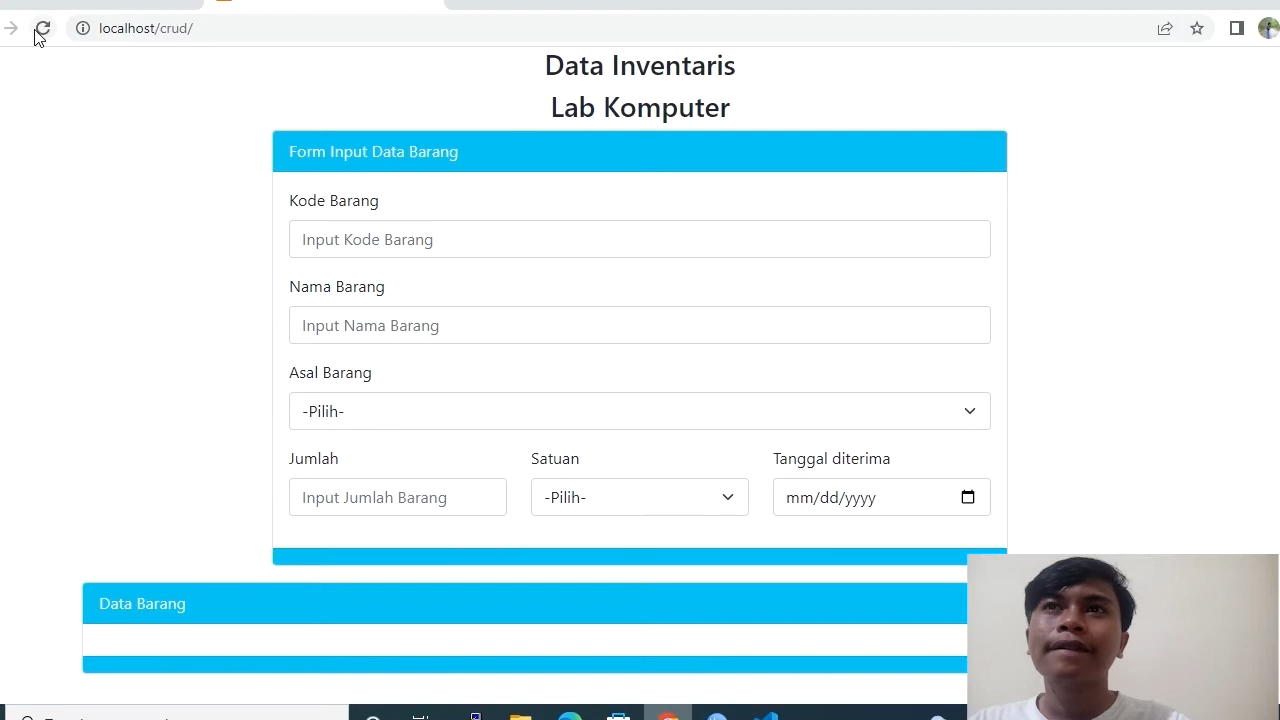 localhost/crud/
Data Inventaris
Lab Komputer
Form Input Data Barang
Kode Barang
Input Kode Barang
Nama Barang
Input Nama Barang
Asal Barang
-Pilih-
Jumlah Satuan Tanggal diterima
Input Jumlah Barang -Pilih- mm/dd/yyyy
Data Barang